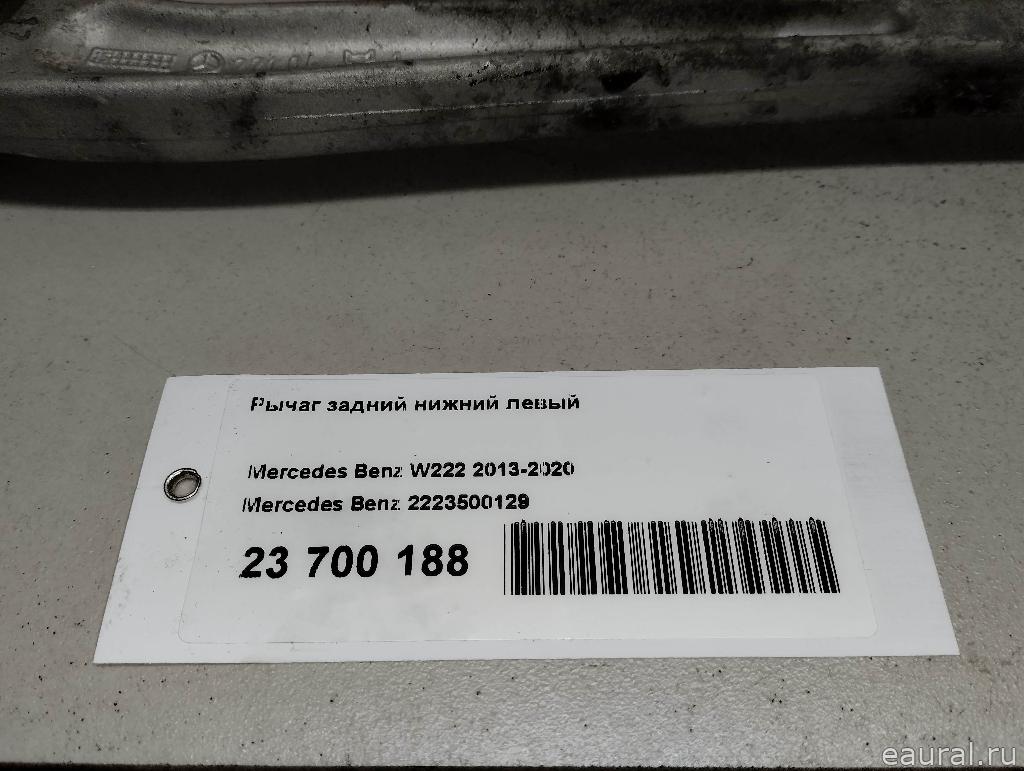 Рычаг задний нижний левый
Mercedes Benz W222 2013-2020
Mercedes Benz 2223500129
23 700 188
eaural.ru